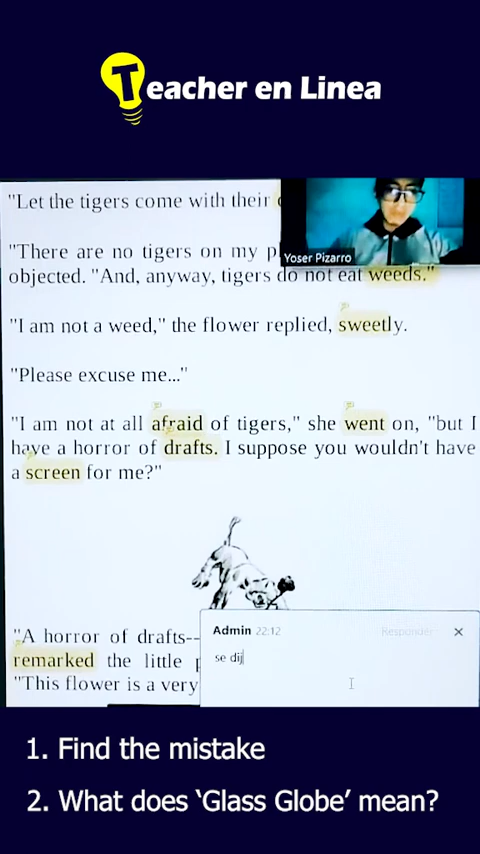 Teacher en Linea
"Let the tigers come with their
Yoser Pizarro
"There are no tigers on my
objected. "And, anyway, tigers do not eat weeds."
"I am not a weed," the flower replied, sweetly.
"Please excuse me..."
"I am not at all afraid of tigers," she went on, "but I
have a horror of drafts. I suppose you wouldn't have
a screen for me?"
"A horror of drafts--
remarked the little
"This flower is a very
Admin 22:12
Responder
se dij
1. Find the mistake
2. What does ‘Glass Globe’ mean?